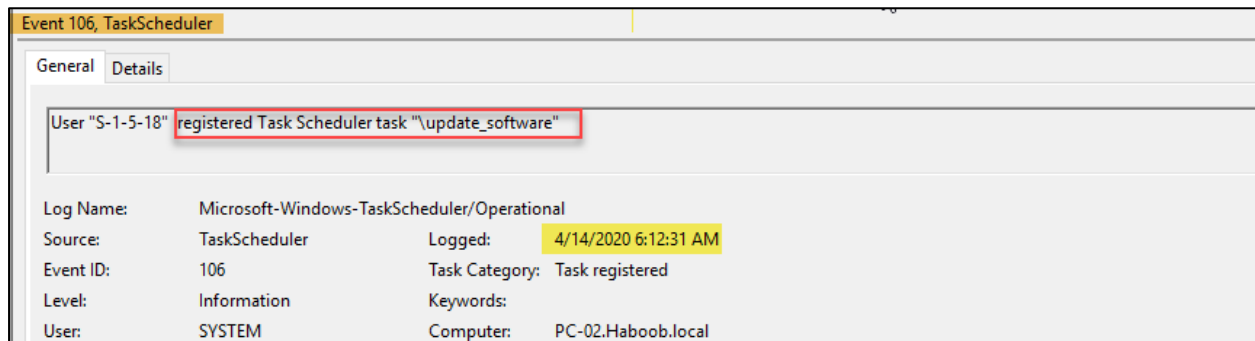 Event 106, TaskScheduler
General Details
User "S-1-5-18" registered Task Scheduler task "\update_software"
Log Name: Microsoft-Windows-TaskScheduler/Operational
Source: TaskScheduler Logged: 4/14/2020 6:12:31 AM
Event ID: 106 Task Category: Task registered
Level: Information Keywords:
User: SYSTEM Computer: PC-02.Haboob.local